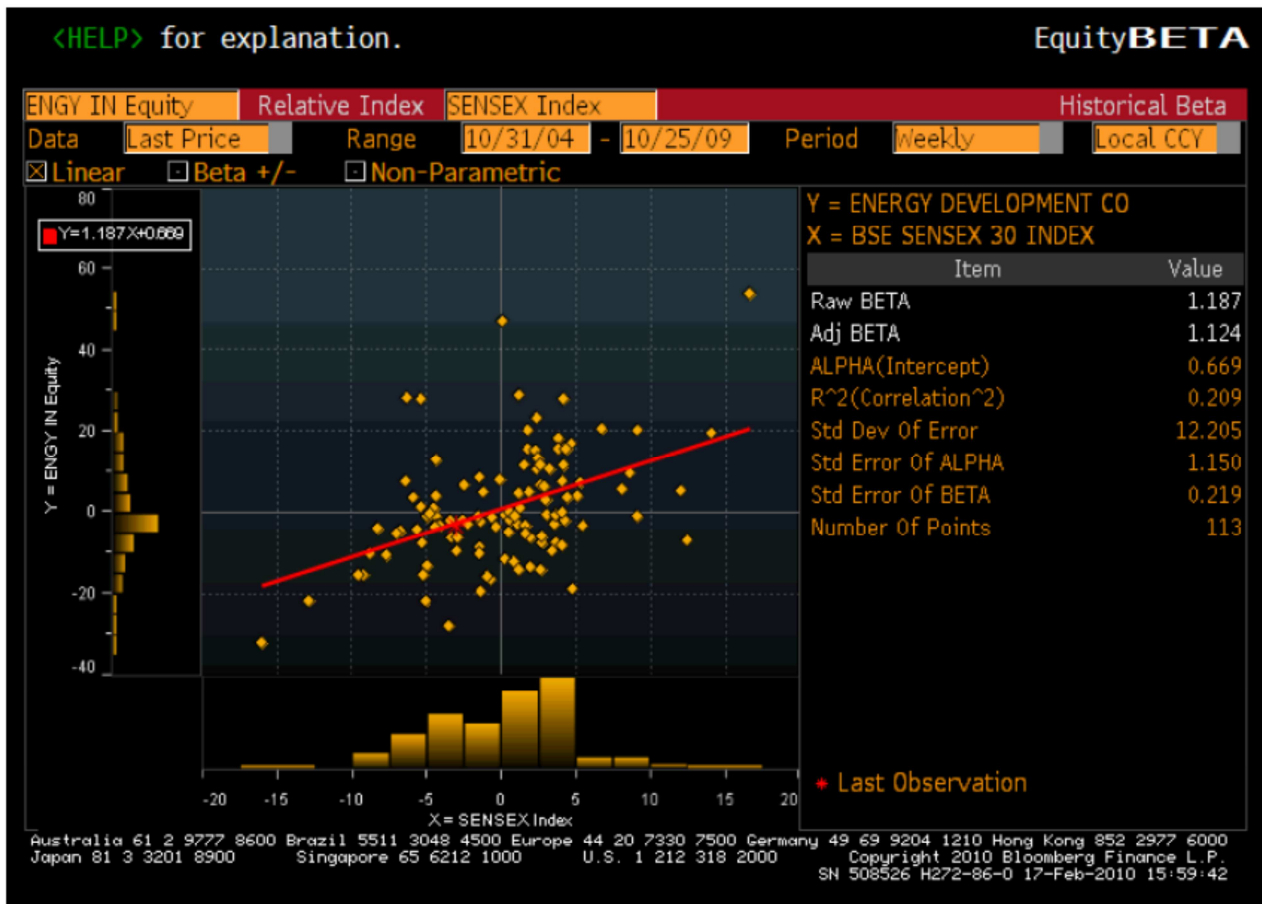 <HELP> for explanation.
EquityBETA
ENGY IN Equity Relative Index SENSEX Index Historical Beta
Data Last Price Range 10/31/04 - 10/25/09 Period Weekly Local CCY
Linear Beta +/- Non-Parametric
80
Y=1.187X+0.669
60
40
20
0
-20
-40
Y = ENGY IN Equity
-20 -15 -10 -5 0 5 10 15 20
X = SENSEX Index
Y = ENERGY DEVELOPMENT CO
X = BSE SENSEX 30 INDEX
Item Value
Raw BETA 1.187
Adj BETA 1.124
ALPHA(Intercept) 0.669
R^2(Correlation^2) 0.209
Std Dev Of Error 12.205
Std Error Of ALPHA 1.150
Std Error Of BETA 0.219
Number Of Points 113
* Last Observation
Australia 61 2 9777 8600 Brazil 5511 3048 4500 Europe 44 20 7330 7500 Germany 49 69 9204 1210 Hong Kong 852 2977 6000
Japan 81 3 3201 8900 Singapore 65 6212 1000 U.S. 1 212 318 2000 Copyright 2010 Bloomberg Finance L.P.
SN 508526 H272-86-0 17-Feb-2010 15:59:42